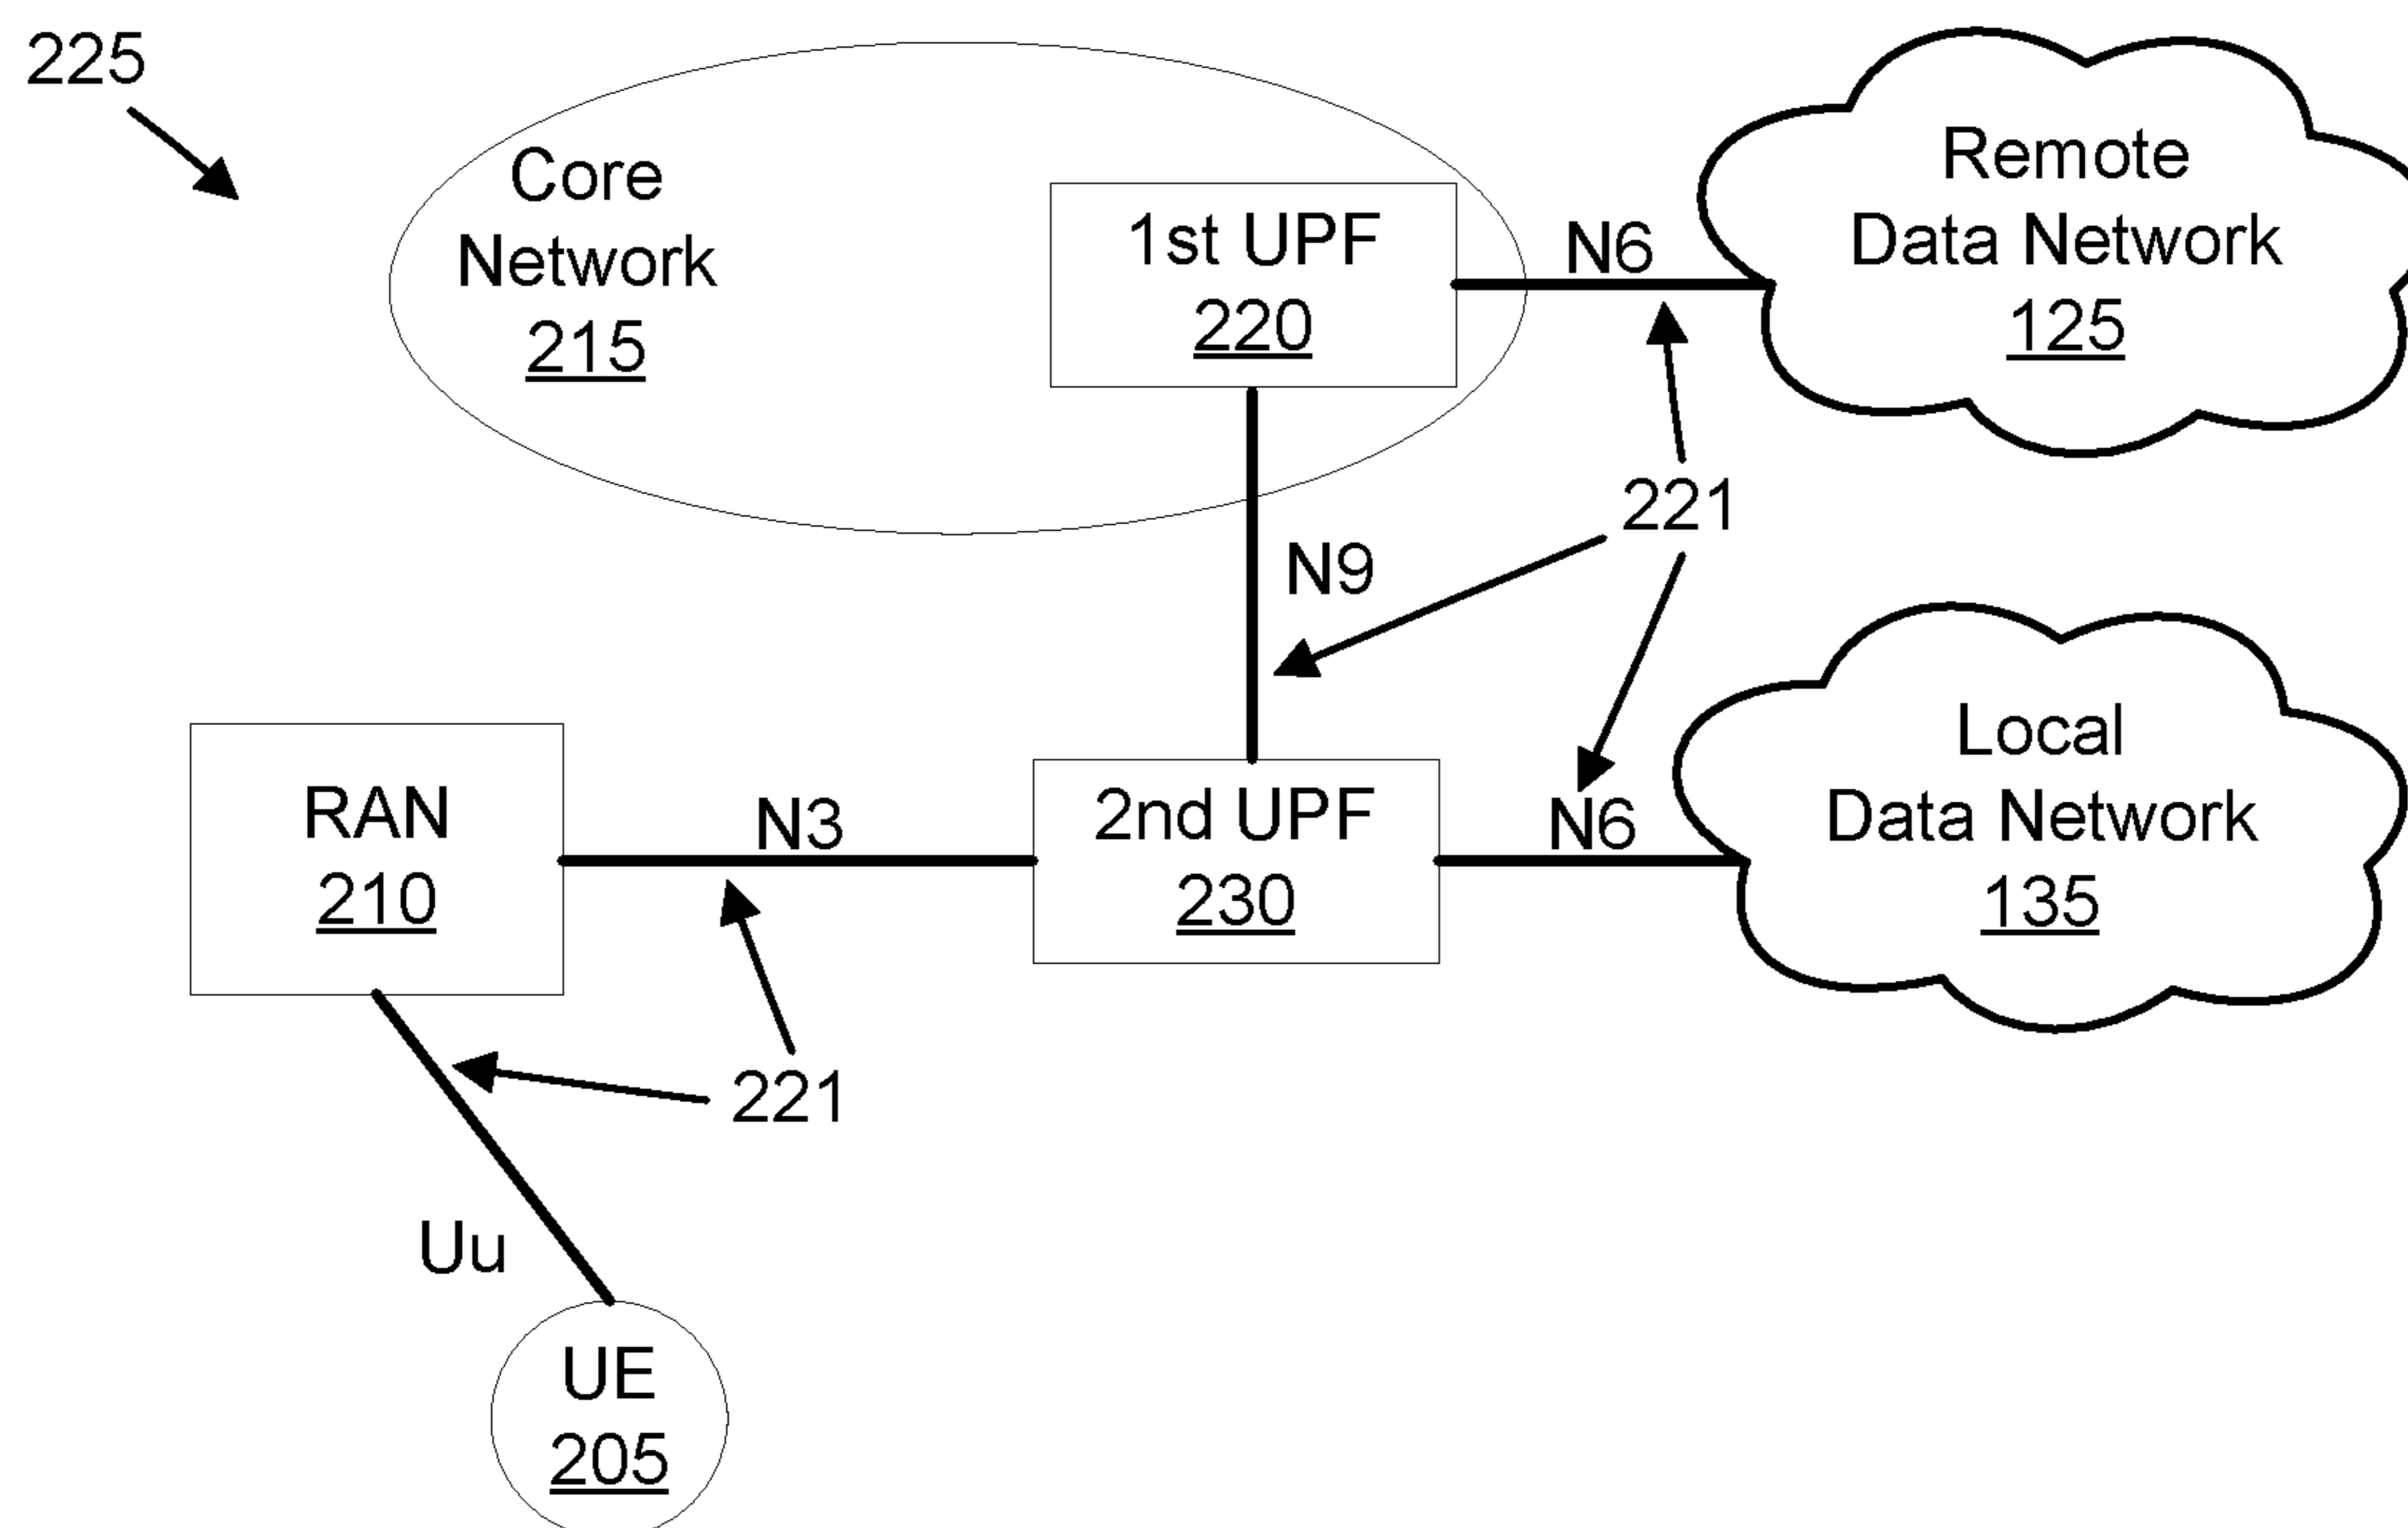 225
Core
Network
215
1st UPF
220
N6
Remote
Data Network
125
221
N9
RAN
210
N3
2nd UPF
230
N6
Local
Data Network
135
221
Uu
UE
205